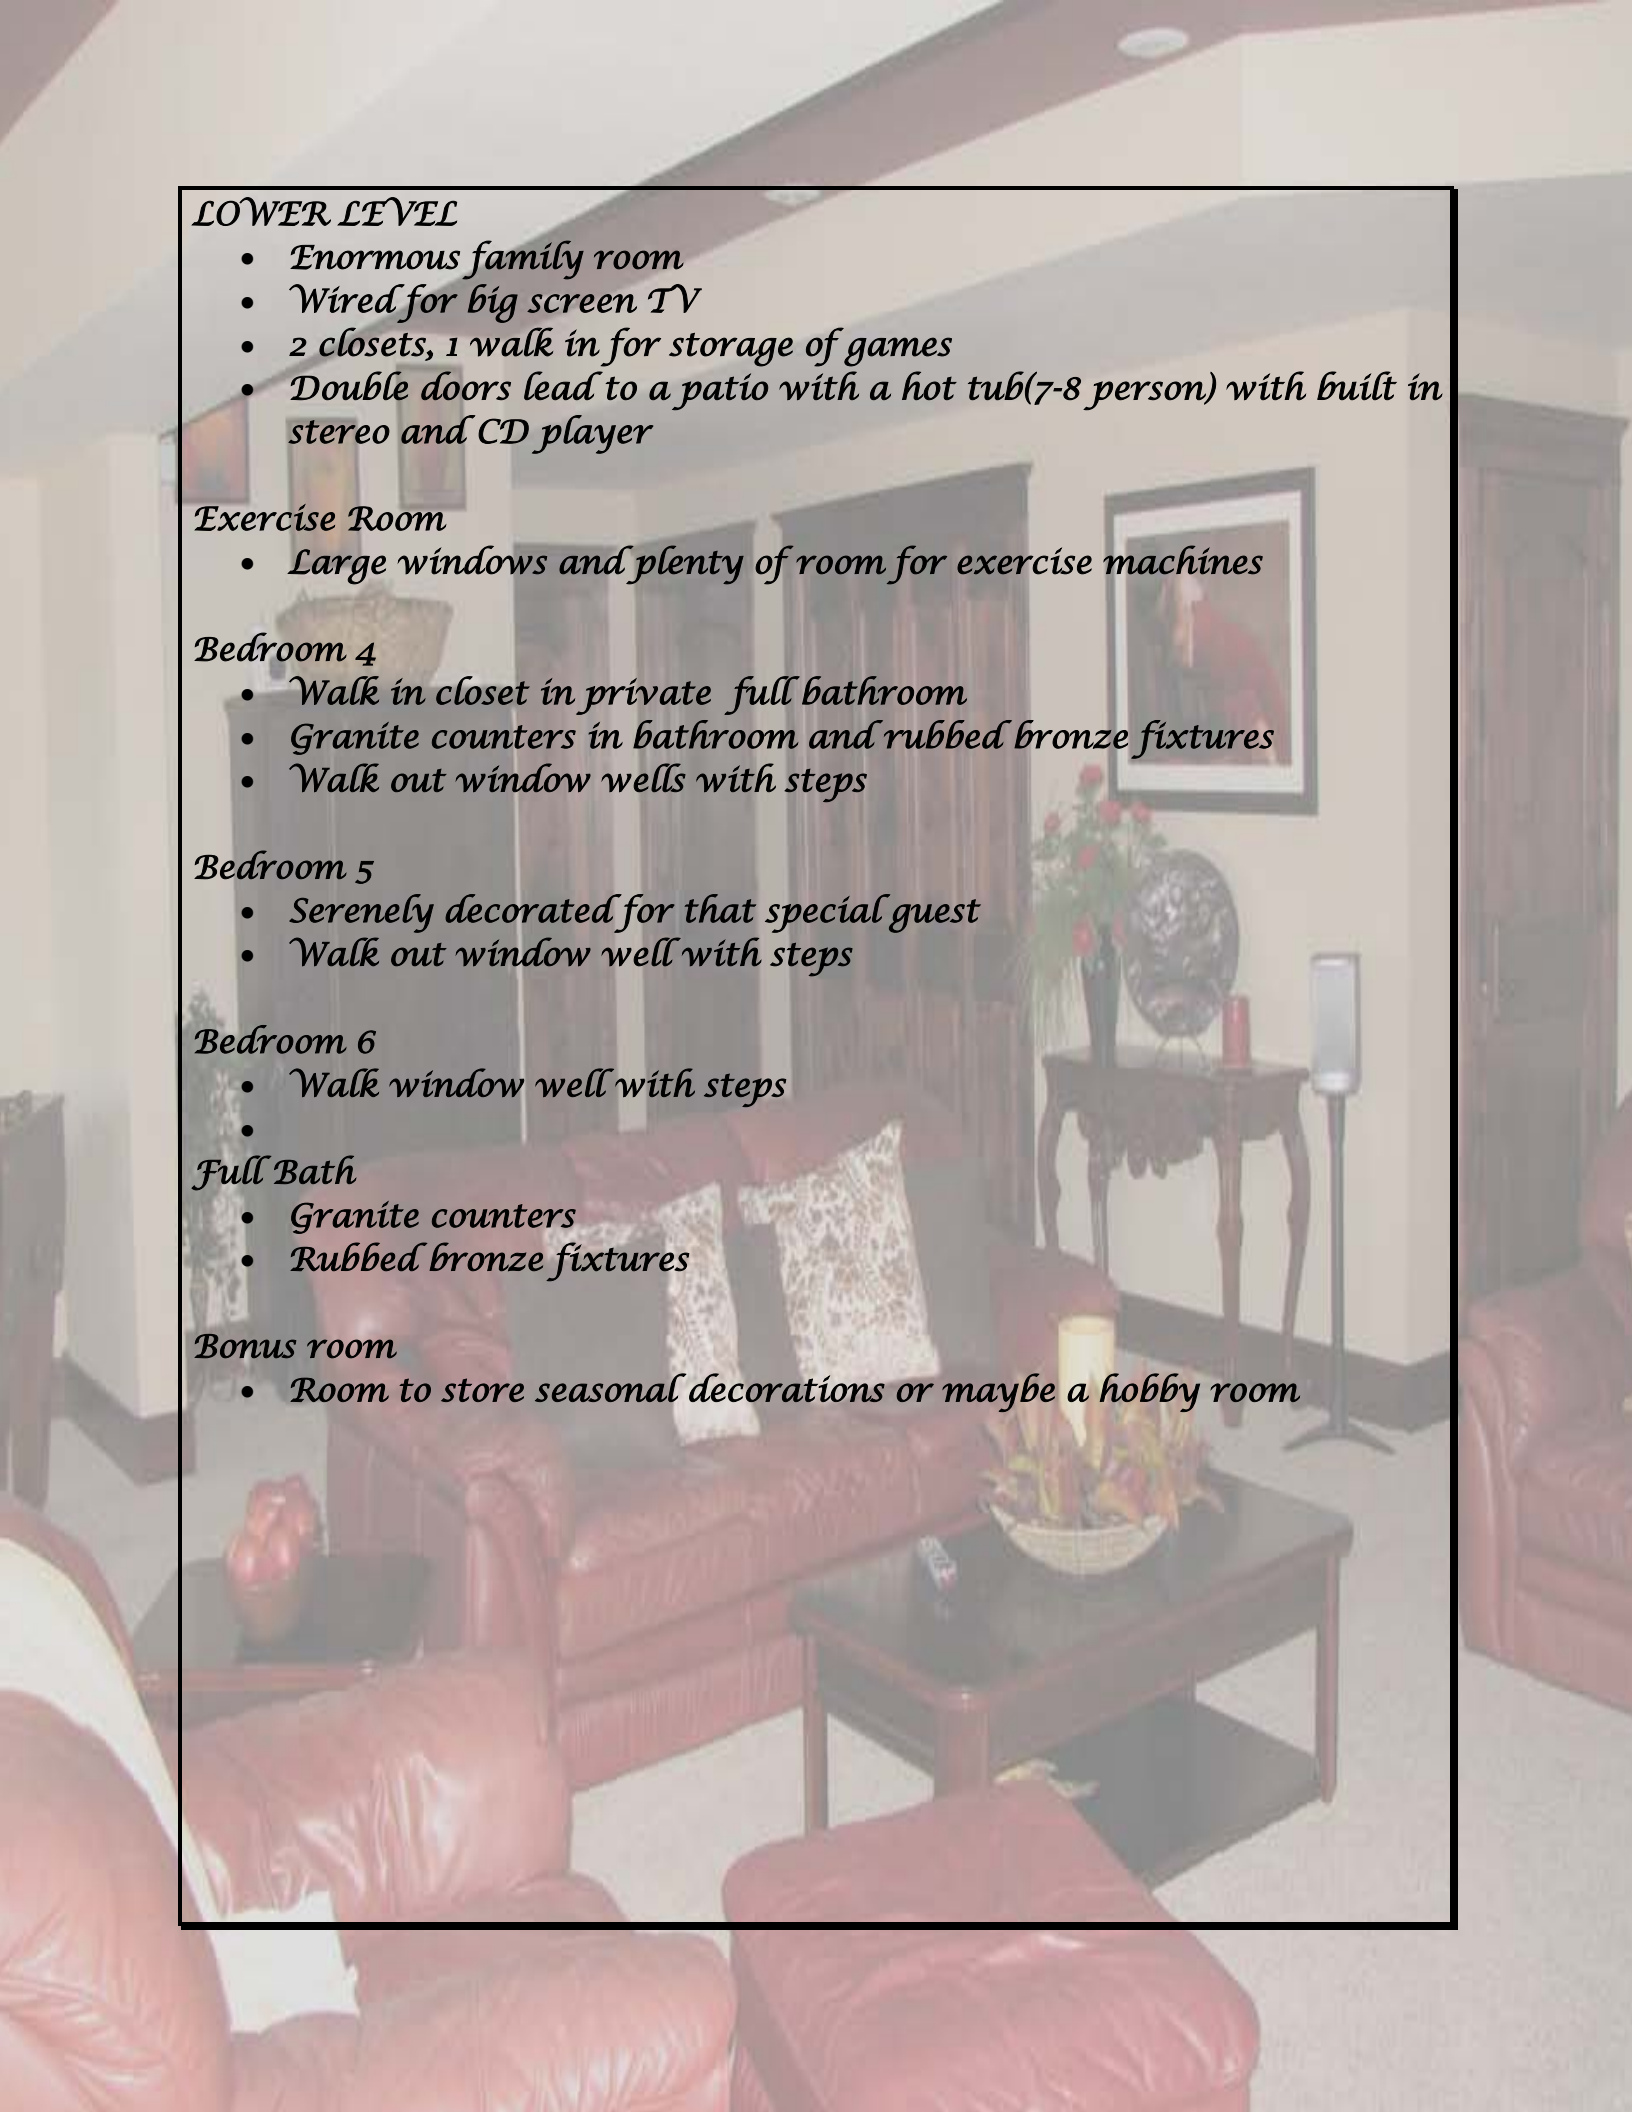 LOWER LEVEL
• Enormous family room
• Wired for big screen TV
• 2 closets, 1 walk in for storage of games
• Double doors lead to a patio with a hot tub(7-8 person) with built in
stereo and CD player
Exercise Room
• Large windows and plenty of room for exercise machines
Bedroom 4
• Walk in closet in private full bathroom
• Granite counters in bathroom and rubbed bronze fixtures
• Walk out window wells with steps
Bedroom 5
• Serenely decorated for that special guest
• Walk out window well with steps
Bedroom 6
• Walk window well with steps
•
Full Bath
• Granite counters
• Rubbed bronze fixtures
Bonus room
• Room to store seasonal decorations or maybe a hobby room